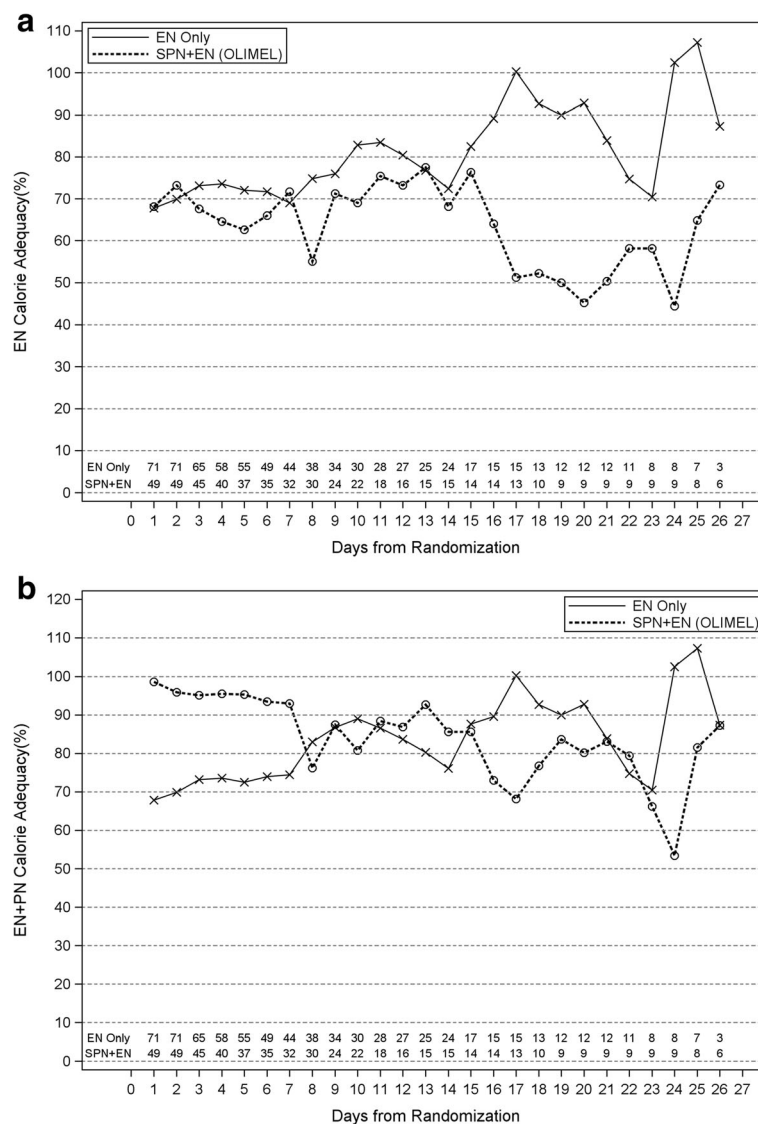 a
EN Only
SPN+EN (OLIMEL)
EN Calorie Adequacy(%)
110
100
90
80
70
60
50
40
30
20
10
0
EN Only 71 71 65 58 55 49 44 38 34 30 28 27 25 24 17 15 15 13 12 12 12 11 8 8 7 3
SPN+EN 49 49 45 40 37 35 32 30 24 22 18 16 15 15 14 14 13 10 9 9 9 9 9 9 8 6
0 1 2 3 4 5 6 7 8 9 10 11 12 13 14 15 16 17 18 19 20 21 22 23 24 25 26 27
Days from Randomization
b
EN Only
SPN+EN (OLIMEL)
EN+PN Calorie Adequacy(%)
120
110
100
90
80
70
60
50
40
30
20
10
0
EN Only 71 71 65 58 55 49 44 38 34 30 28 27 25 24 17 15 15 13 12 12 12 11 8 8 7 3
SPN+EN 49 49 45 40 37 35 32 30 24 22 18 16 15 15 14 14 13 10 9 9 9 9 9 9 8 6
0 1 2 3 4 5 6 7 8 9 10 11 12 13 14 15 16 17 18 19 20 21 22 23 24 25 26 27
Days from Randomization